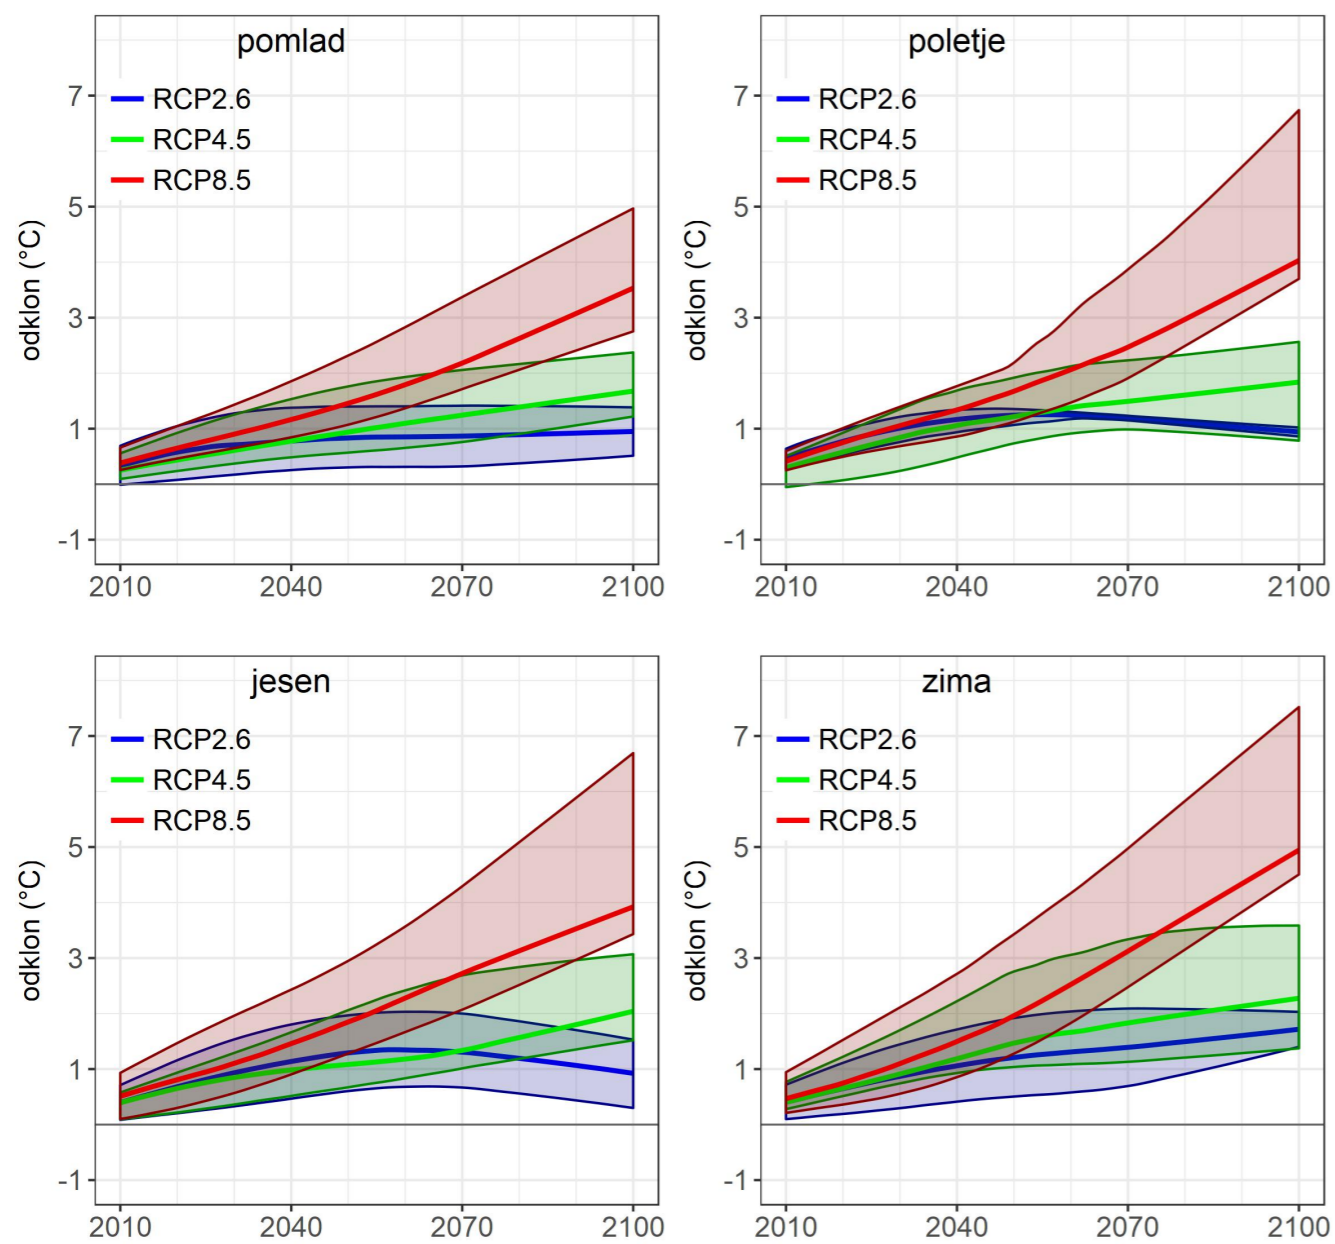 pomlad
RCP2.6
RCP4.5
RCP8.5
odklon (°C)
7
5
3
1
-1
2010 2040 2070 2100
poletje
RCP2.6
RCP4.5
RCP8.5
odklon (°C)
7
5
3
1
-1
2010 2040 2070 2100
jesen
RCP2.6
RCP4.5
RCP8.5
odklon (°C)
7
5
3
1
-1
2010 2040 2070 2100
zima
RCP2.6
RCP4.5
RCP8.5
odklon (°C)
7
5
3
1
-1
2010 2040 2070 2100